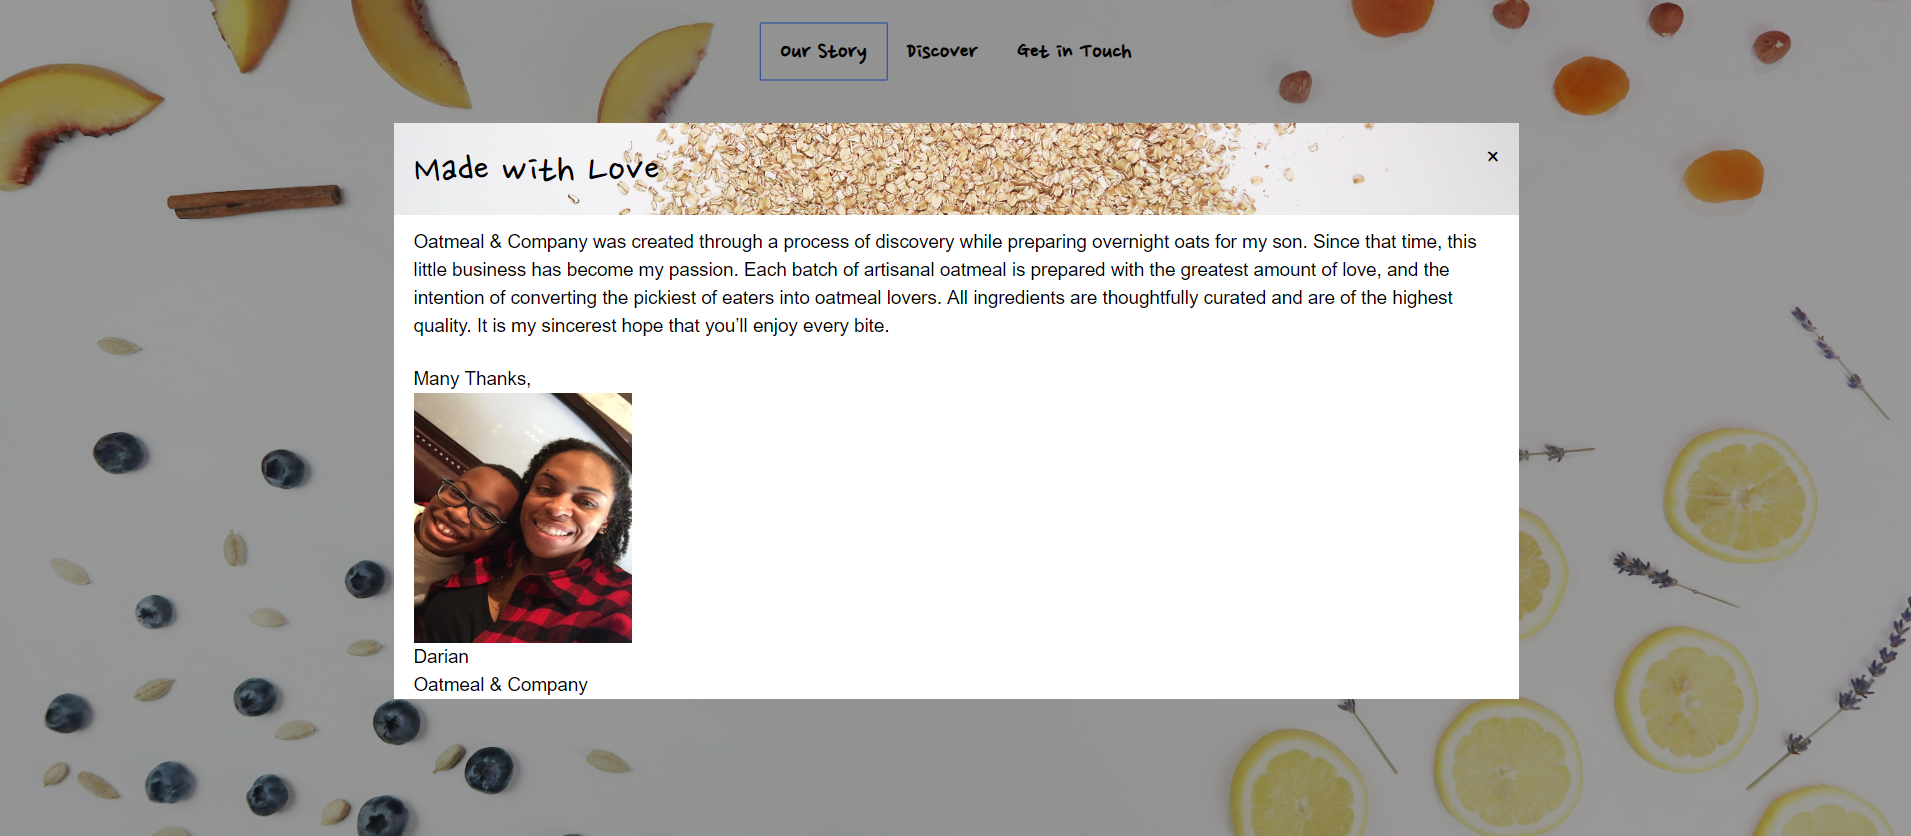 Our Story Discover Get in Touch
Made with Love
×
Oatmeal & Company was created through a process of discovery while preparing overnight oats for my son. Since that time, this
little business has become my passion. Each batch of artisanal oatmeal is prepared with the greatest amount of love, and the
intention of converting the pickiest of eaters into oatmeal lovers. All ingredients are thoughtfully curated and are of the highest
quality. It is my sincerest hope that you’ll enjoy every bite.
Many Thanks,
Darian
Oatmeal & Company